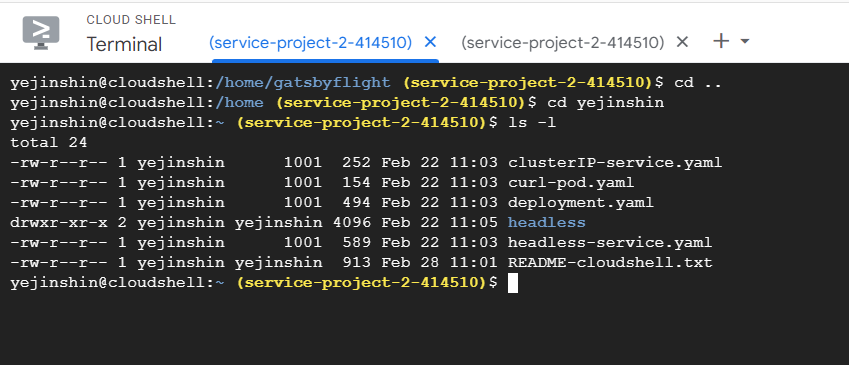 CLOUD SHELL
Terminal
(service-project-2-414510) ×
(service-project-2-414510) ×
yejinshin@cloudshell:/home/gatsbyflight (service-project-2-414510)$ cd ..
yejinshin@cloudshell:/home (service-project-2-414510)$ cd yejinshin
yejinshin@cloudshell:~ (service-project-2-414510)$ ls -l
total 24
-rw-r--r-- 1 yejinshin      1001  252 Feb 22 11:03 clusterIP-service.yaml
-rw-r--r-- 1 yejinshin      1001  154 Feb 22 11:03 curl-pod.yaml
-rw-r--r-- 1 yejinshin      1001  494 Feb 22 11:03 deployment.yaml
drwxr-xr-x 2 yejinshin yejinshin 4096 Feb 22 11:05 headless
-rw-r--r-- 1 yejinshin      1001  589 Feb 22 11:03 headless-service.yaml
-rw-r--r-- 1 yejinshin yejinshin  913 Feb 28 11:01 README-cloudshell.txt
yejinshin@cloudshell:~ (service-project-2-414510)$